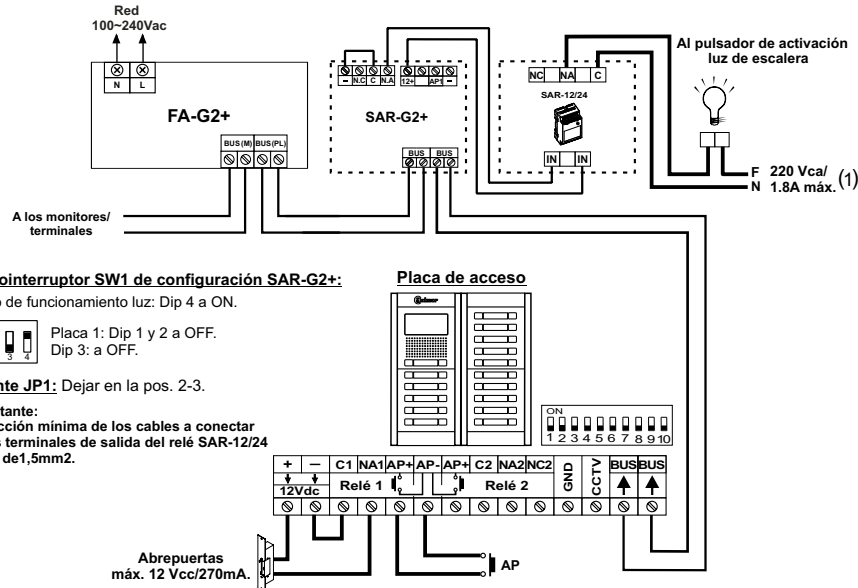 Red
100~240Vac
N L
FA-G2+
BUS(M) BUS(PL)
A los monitores/
terminales
– N.C C N.A 12+ AP1 –
SAR-G2+
BUS BUS
NC NA C
SAR-12/24
IN IN
Al pulsador de activación
luz de escalera
F 220 Vca/
N 1.8A máx. (1)
ointerruptor SW1 de configuración SAR-G2+:
o de funcionamiento luz: Dip 4 a ON.
3 4
Placa 1: Dip 1 y 2 a OFF.
Dip 3: a OFF.
nte JP1: Dejar en la pos. 2-3.
tante:
cción mínima de los cables a conectar
s terminales de salida del relé SAR-12/24
de1,5mm2.
Placa de acceso
ON
1 2 3 4 5 6 7 8 9 10
+ – C1 NA1 AP+ AP- AP+ C2 NA2 NC2 GND CCTV BUS BUS
12Vdc Relé 1 Relé 2
Abrepuertas
máx. 12 Vcc/270mA.
AP